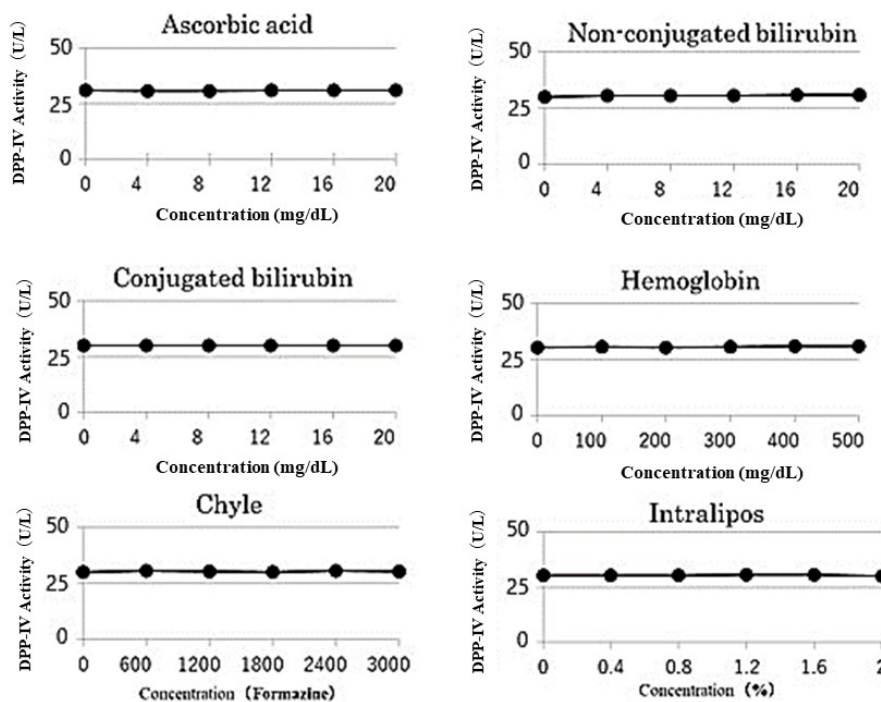 Ascorbic acid
DPP-IV Activity (U/L)
50
25
0
0 4 8 12 16 20
Concentration (mg/dL)
Non-conjugated bilirubin
DPP-IV Activity (U/L)
50
25
0
0 4 8 12 16 20
Concentration (mg/dL)
Conjugated bilirubin
DPP-IV Activity (U/L)
50
25
0
0 4 8 12 16 20
Concentration (mg/dL)
Hemoglobin
DPP-IV Activity (U/L)
50
25
0
0 100 200 300 400 500
Concentration (mg/dL)
Chyle
DPP-IV Activity (U/L)
50
25
0
0 600 1200 1800 2400 3000
Concentration (Formazine)
Intralipos
DPP-IV Activity (U/L)
50
25
0
0 0.4 0.8 1.2 1.6 2
Concentration (%)